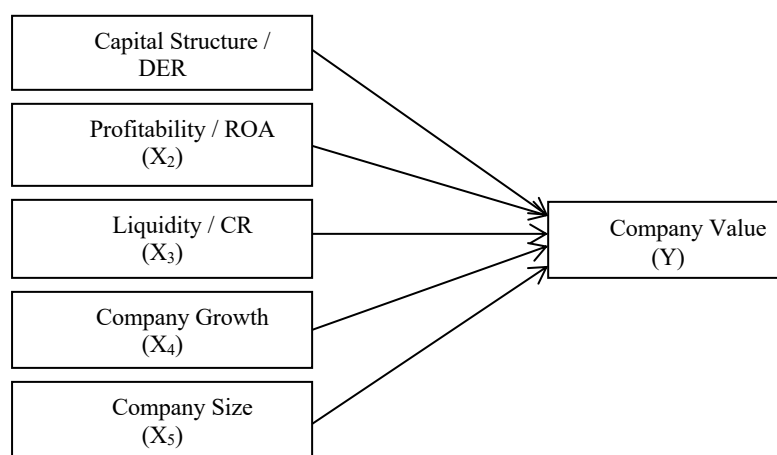 Capital Structure /
DER
Profitability / ROA
(X₂)
Liquidity / CR
(X₃)
Company Growth
(X₄)
Company Size
(X₅)
Company Value
(Y)